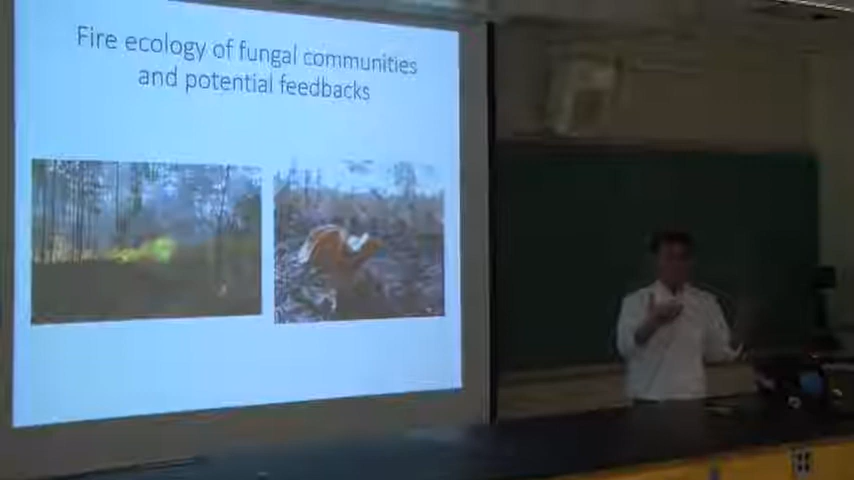 Fire ecology of fungal communities
and potential feedbacks